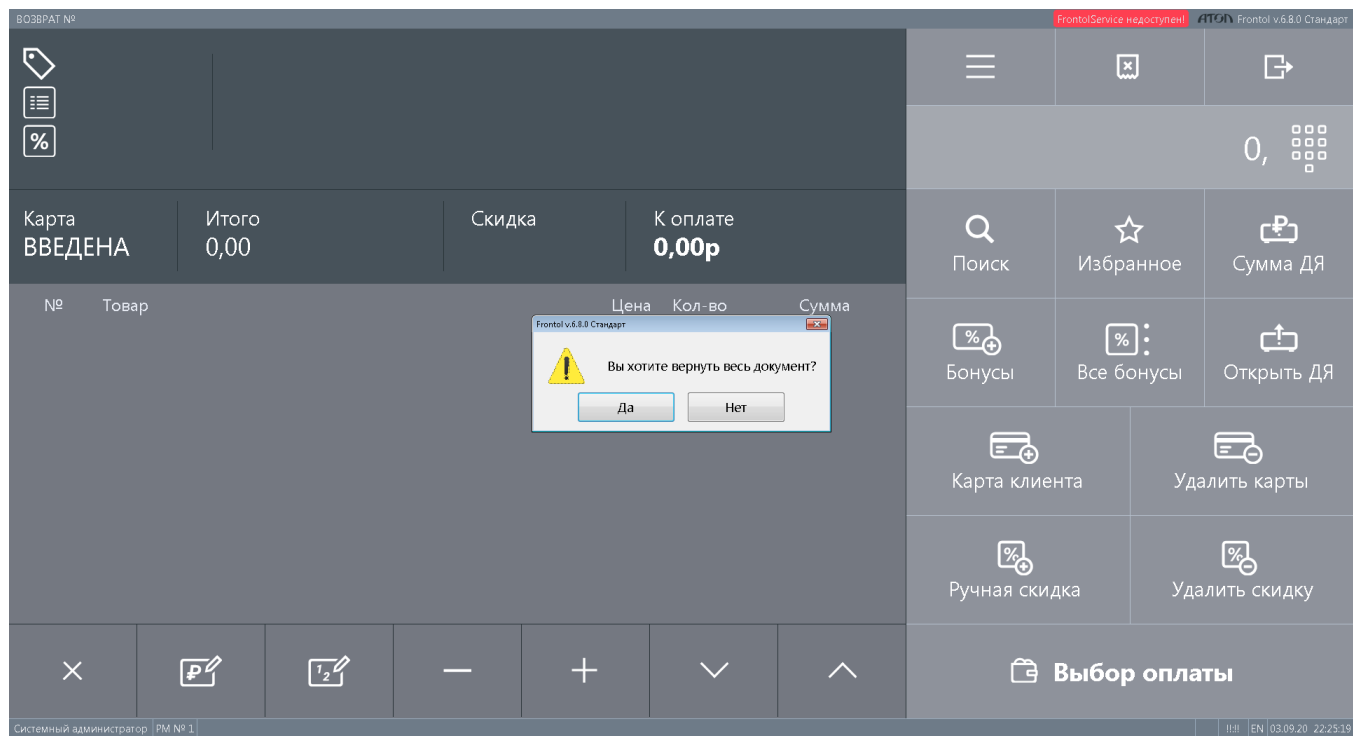 ВОЗВРАТ №
FrontolService недоступен! АТОЛ Frontol v.6.8.0 Стандарт
0,
Карта Итого Скидка К оплате
ВВЕДЕНА 0,00 0,00р
Поиск Избранное Сумма ДЯ
№ Товар Цена Кол-во Сумма
Frontol v.6.8.0 Стандарт
Вы хотите вернуть весь документ?
Да Нет
Бонусы Все бонусы Открыть ДЯ
Карта клиента Удалить карты
Ручная скидка Удалить скидку
Выбор оплаты
Системный администратор РМ № 1 !!:!! EN 03.09.20 22:25:19